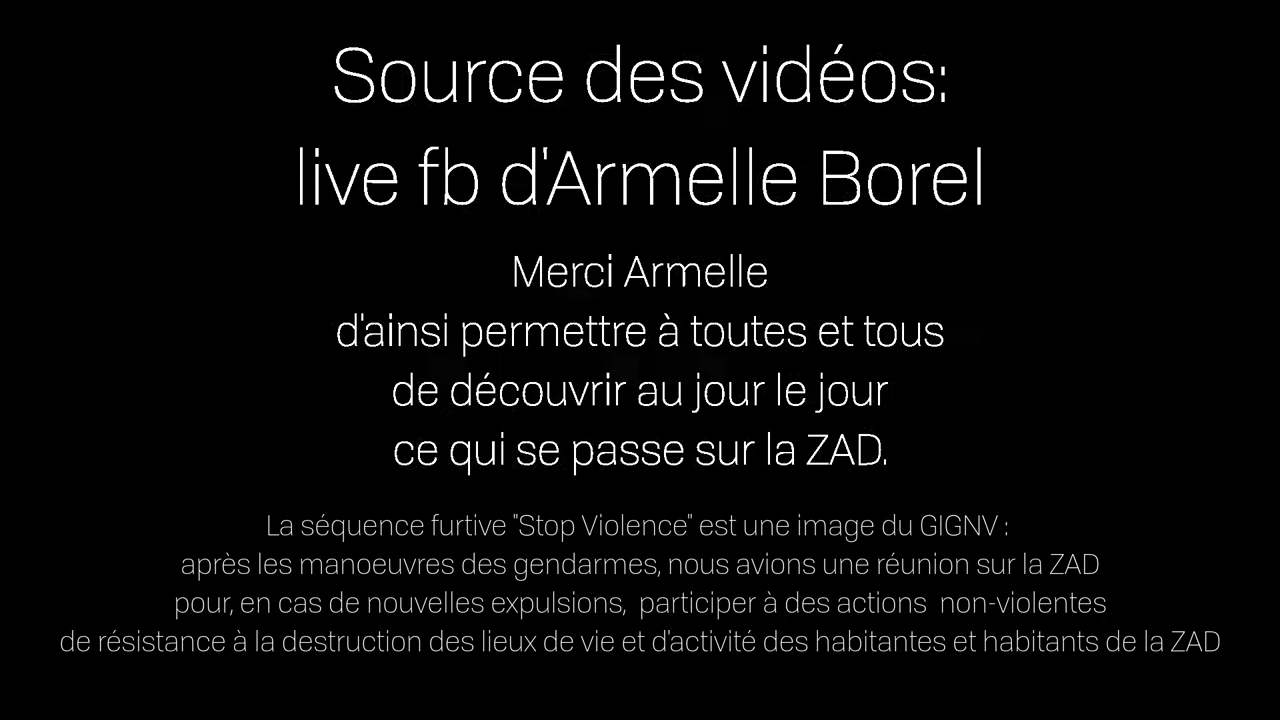 Source des vidéos:
live fb d'Armelle Borel
Merci Armelle
d'ainsi permettre à toutes et tous
de découvrir au jour le jour
ce qui se passe sur la ZAD.
La séquence furtive "Stop Violence" est une image du GIGNV :
après les manoeuvres des gendarmes, nous avions une réunion sur la ZAD
pour, en cas de nouvelles expulsions,  participer à des actions  non-violentes
de résistance à la destruction des lieux de vie et d'activité des habitantes et habitants de la ZAD